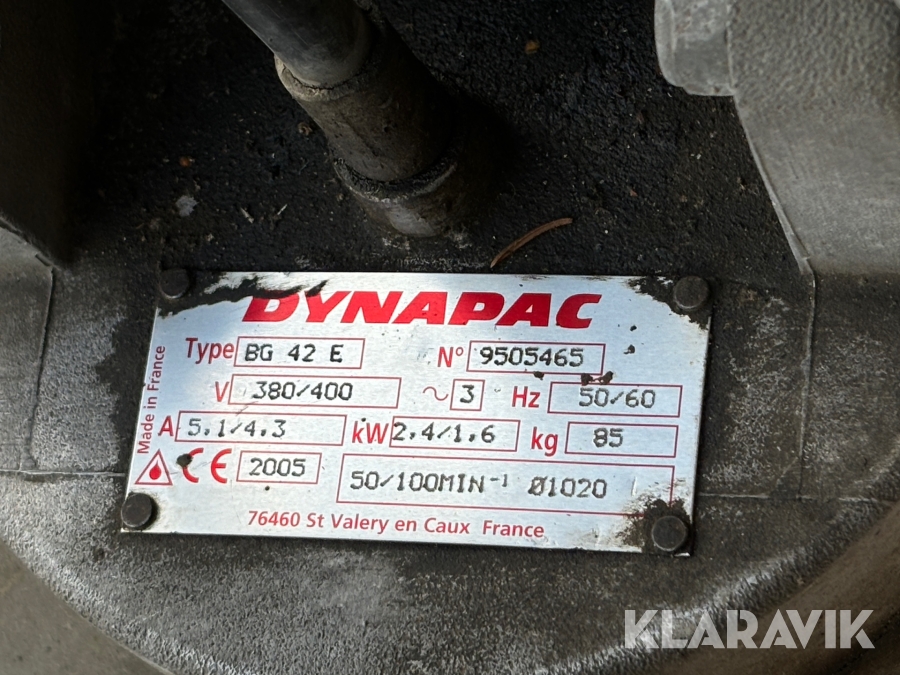 DYNAPAC
Type BG 42 E N° 9505465
V 380/400 ~ 3 Hz 50/60
A 5.1/4.3 kW 2.4/1.6 kg 85
CE 2005 50/100MIN⁻¹ Ø1020
76460 St Valery en Caux France
Made in France
KLARAVIK